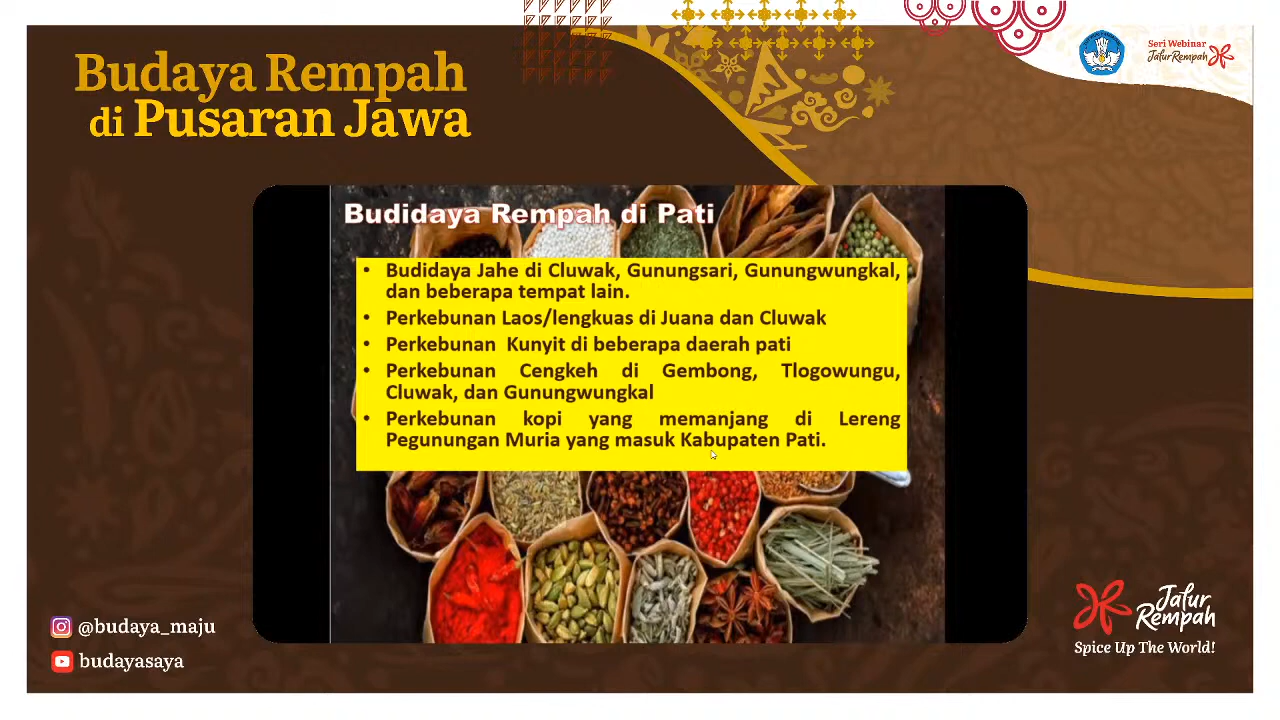 Budaya Rempah
di Pusaran Jawa
Seri Webinar
Jalur Rempah
Budidaya Rempah di Pati
• Budidaya Jahe di Cluwak, Gunungsari, Gunungwungkal,
dan beberapa tempat lain.
• Perkebunan Laos/lengkuas di Juana dan Cluwak
• Perkebunan Kunyit di beberapa daerah pati
• Perkebunan Cengkeh di Gembong, Tlogowungu,
Cluwak, dan Gunungwungkal
• Perkebunan kopi yang memanjang di Lereng
Pegunungan Muria yang masuk Kabupaten Pati.
@budaya_maju
budayasaya
Jalur
Rempah
Spice Up The World!